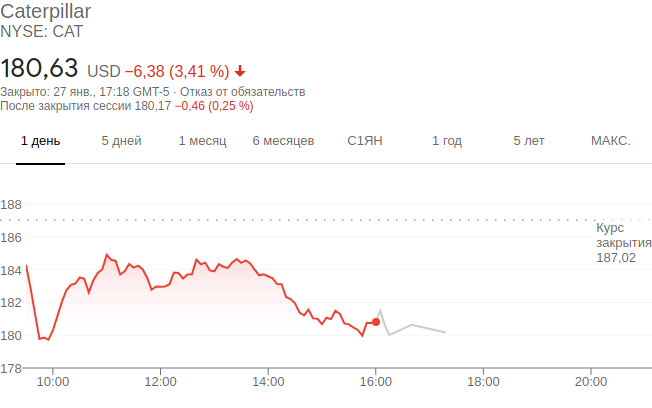 Caterpillar
NYSE: CAT
180,63 USD −6,38 (3,41 %)
Закрыто: 27 янв., 17:18 GMT-5 · Отказ от обязательств
После закрытия сессии 180,17 −0,46 (0,25 %)
1 день 5 дней 1 месяц 6 месяцев С1ЯН 1 год 5 лет МАКС.
188
Курс
186
закрытия
187,02
184
182
180
178
10:00 12:00 14:00 16:00 18:00 20:00